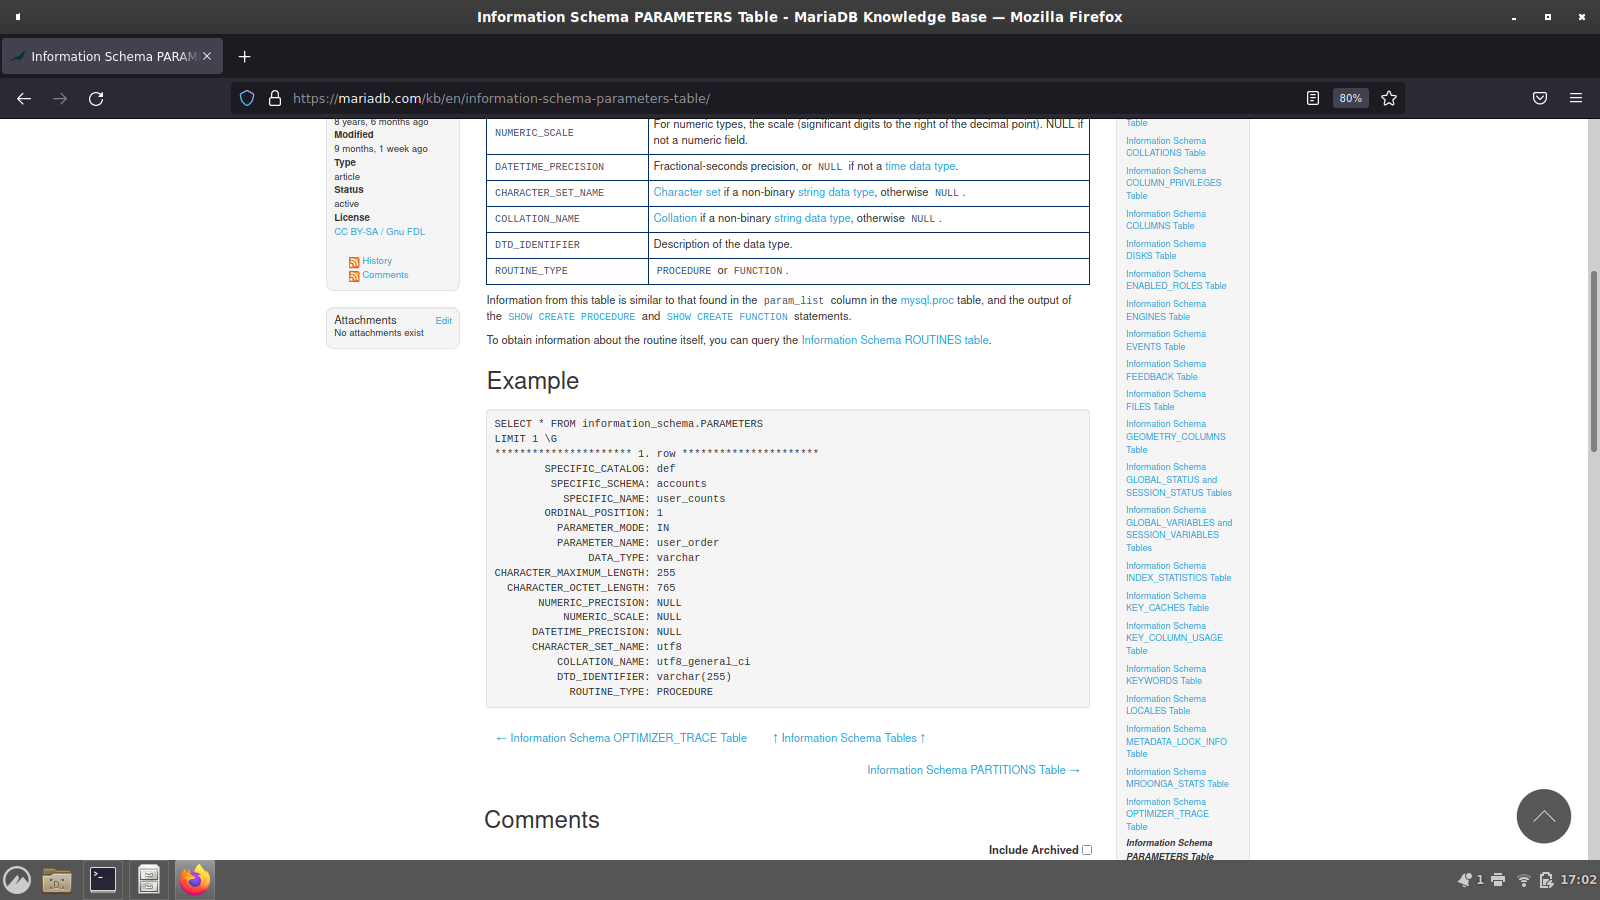 Information Schema PARAMETERS Table - MariaDB Knowledge Base — Mozilla Firefox
Information Schema PARAM
https://mariadb.com/kb/en/information-schema-parameters-table/
80%
8 years, 6 months ago
Modified
9 months, 1 week ago
Type
article
Status
active
License
CC BY-SA / Gnu FDL
History
Comments
Attachments Edit
No attachments exist
NUMERIC_SCALE
For numeric types, the scale (significant digits to the right of the decimal point). NULL if
not a numeric field.
DATETIME_PRECISION Fractional-seconds precision, or NULL if not a time data type.
CHARACTER_SET_NAME Character set if a non-binary string data type, otherwise NULL .
COLLATION_NAME Collation if a non-binary string data type, otherwise NULL .
DTD_IDENTIFIER Description of the data type.
ROUTINE_TYPE PROCEDURE or FUNCTION .
Information from this table is similar to that found in the param_list column in the mysql.proc table, and the output of
the SHOW CREATE PROCEDURE and SHOW CREATE FUNCTION statements.
To obtain information about the routine itself, you can query the Information Schema ROUTINES table.
Example
SELECT * FROM information_schema.PARAMETERS
LIMIT 1 \G
********************** 1. row **********************
SPECIFIC_CATALOG: def
SPECIFIC_SCHEMA: accounts
SPECIFIC_NAME: user_counts
ORDINAL_POSITION: 1
PARAMETER_MODE: IN
PARAMETER_NAME: user_order
DATA_TYPE: varchar
CHARACTER_MAXIMUM_LENGTH: 255
CHARACTER_OCTET_LENGTH: 765
NUMERIC_PRECISION: NULL
NUMERIC_SCALE: NULL
DATETIME_PRECISION: NULL
CHARACTER_SET_NAME: utf8
COLLATION_NAME: utf8_general_ci
DTD_IDENTIFIER: varchar(255)
ROUTINE_TYPE: PROCEDURE
← Information Schema OPTIMIZER_TRACE Table ↑ Information Schema Tables ↑
Information Schema PARTITIONS Table →
Comments
Include Archived
Table
Information Schema
COLLATIONS Table
Information Schema
COLUMN_PRIVILEGES
Table
Information Schema
COLUMNS Table
Information Schema
DISKS Table
Information Schema
ENABLED_ROLES Table
Information Schema
ENGINES Table
Information Schema
EVENTS Table
Information Schema
FEEDBACK Table
Information Schema
FILES Table
Information Schema
GEOMETRY_COLUMNS
Table
Information Schema
GLOBAL_STATUS and
SESSION_STATUS Tables
Information Schema
GLOBAL_VARIABLES and
SESSION_VARIABLES
Tables
Information Schema
INDEX_STATISTICS Table
Information Schema
KEY_CACHES Table
Information Schema
KEY_COLUMN_USAGE
Table
Information Schema
KEYWORDS Table
Information Schema
LOCALES Table
Information Schema
METADATA_LOCK_INFO
Table
Information Schema
MROONGA_STATS Table
Information Schema
OPTIMIZER_TRACE
Table
Information Schema
PARAMETERS Table
1
17:02